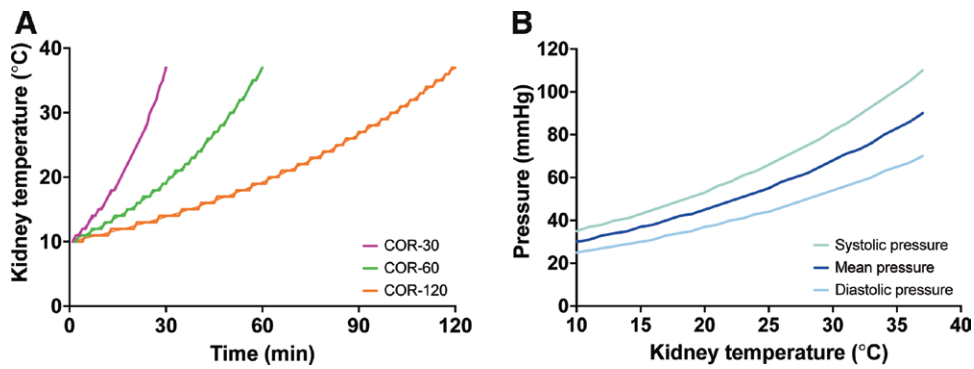 A
Kidney temperature (°C)
40
30
20
10
0
0
30
60
90
120
Time (min)
COR-30
COR-60
COR-120
B
Pressure (mmHg)
120
100
80
60
40
20
0
10
15
20
25
30
35
40
Kidney temperature (°C)
Systolic pressure
Mean pressure
Diastolic pressure